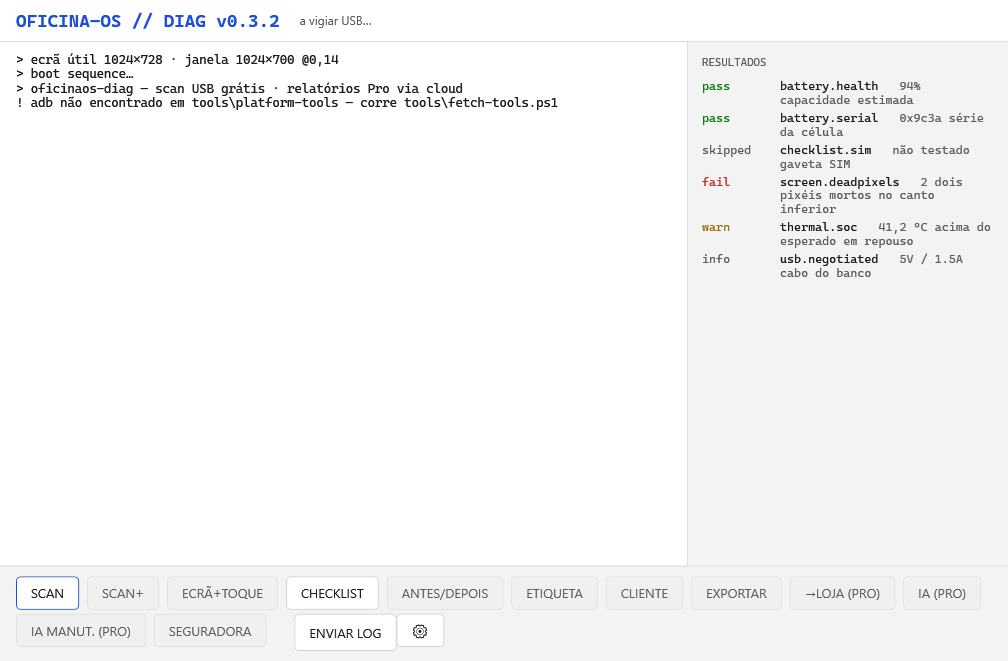 OFICINA-OS // DIAG v0.3.2 a vigiar USB…
> ecrã útil 1024×728 · janela 1024×700 @0,14
> boot sequence…
> oficinaos-diag — scan USB grátis · relatórios Pro via cloud
! adb não encontrado em tools\platform-tools — corre tools\fetch-tools.ps1
RESULTADOS
pass battery.health 94%
capacidade estimada
pass battery.serial 0x9c3a série
da célula
skipped checklist.sim não testado
gaveta SIM
fail screen.deadpixels 2 dois
pixéis mortos no canto
inferior
warn thermal.soc 41,2 °C acima do
esperado em repouso
info usb.negotiated 5V / 1.5A
cabo do banco
SCAN SCAN+ ECRÃ+TOQUE CHECKLIST ANTES/DEPOIS ETIQUETA CLIENTE EXPORTAR →LOJA (PRO) IA (PRO)
IA MANUT. (PRO) SEGURADORA ENVIAR LOG